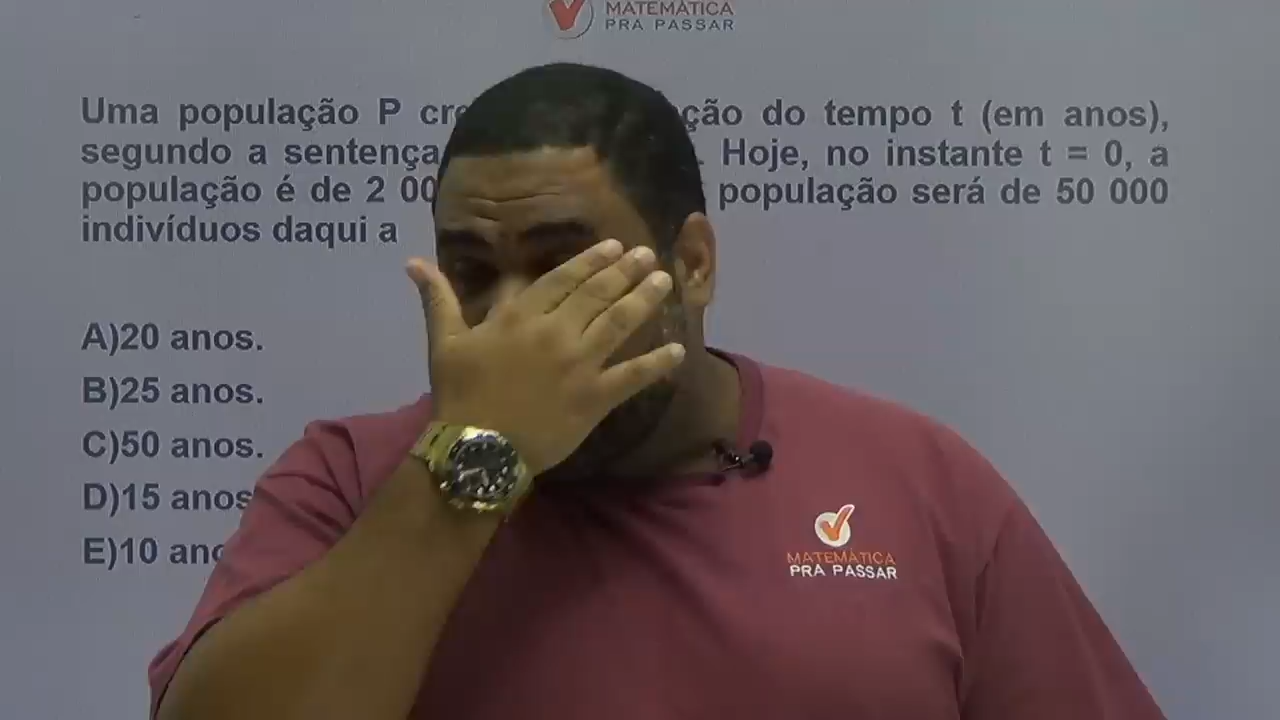 MATEMÁTICA
PRA PASSAR
Uma população P ção do tempo t (em anos),
segundo a sentença . Hoje, no instante t = 0, a
população é de 2 00 população será de 50 000
indivíduos daqui a
A)20 anos.
B)25 anos.
C)50 anos.
D)15 anos
E)10 ano
MATEMÁTICA
PRA PASSAR